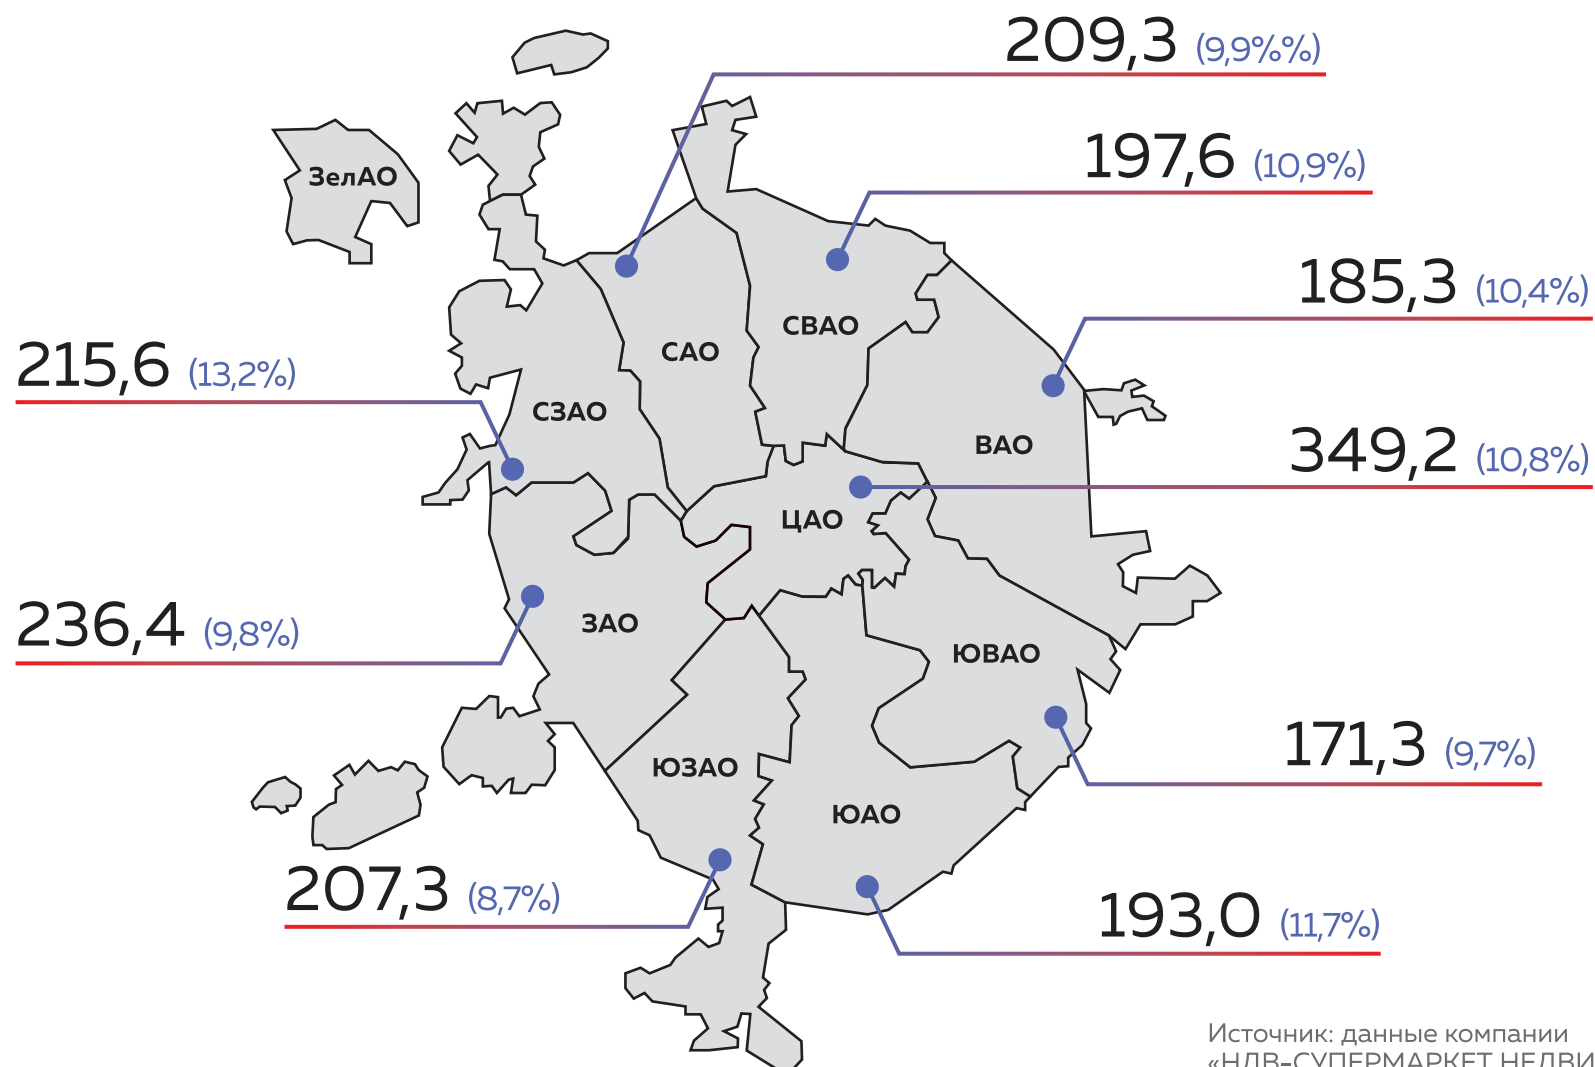 209,3 (9,9%%)
197,6 (10,9%)
ЗелАО
185,3 (10,4%)
СВАО
САО
215,6 (13,2%)
СЗАО
ВАО
349,2 (10,8%)
ЦАО
236,4 (9,8%)
ЗАО
ЮВАО
171,3 (9,7%)
ЮЗАО
ЮАО
207,3 (8,7%)
193,0 (11,7%)
Источник: данные компании
«НДВ-СУПЕРМАРКЕТ